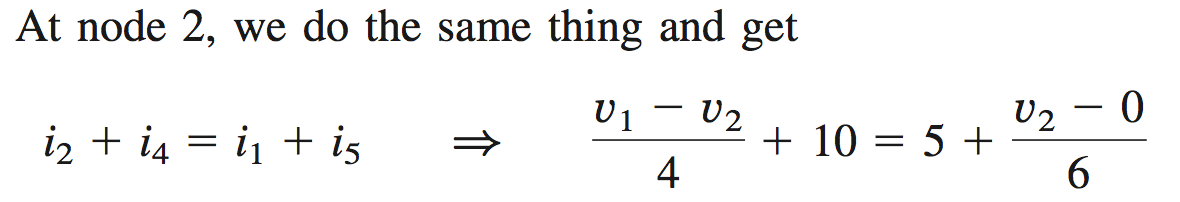 At node 2, we do the same thing and get
i₂ + i₄ = i₁ + i₅ ⇒ (v₁ − v₂)/4 + 10 = 5 + (v₂ − 0)/6